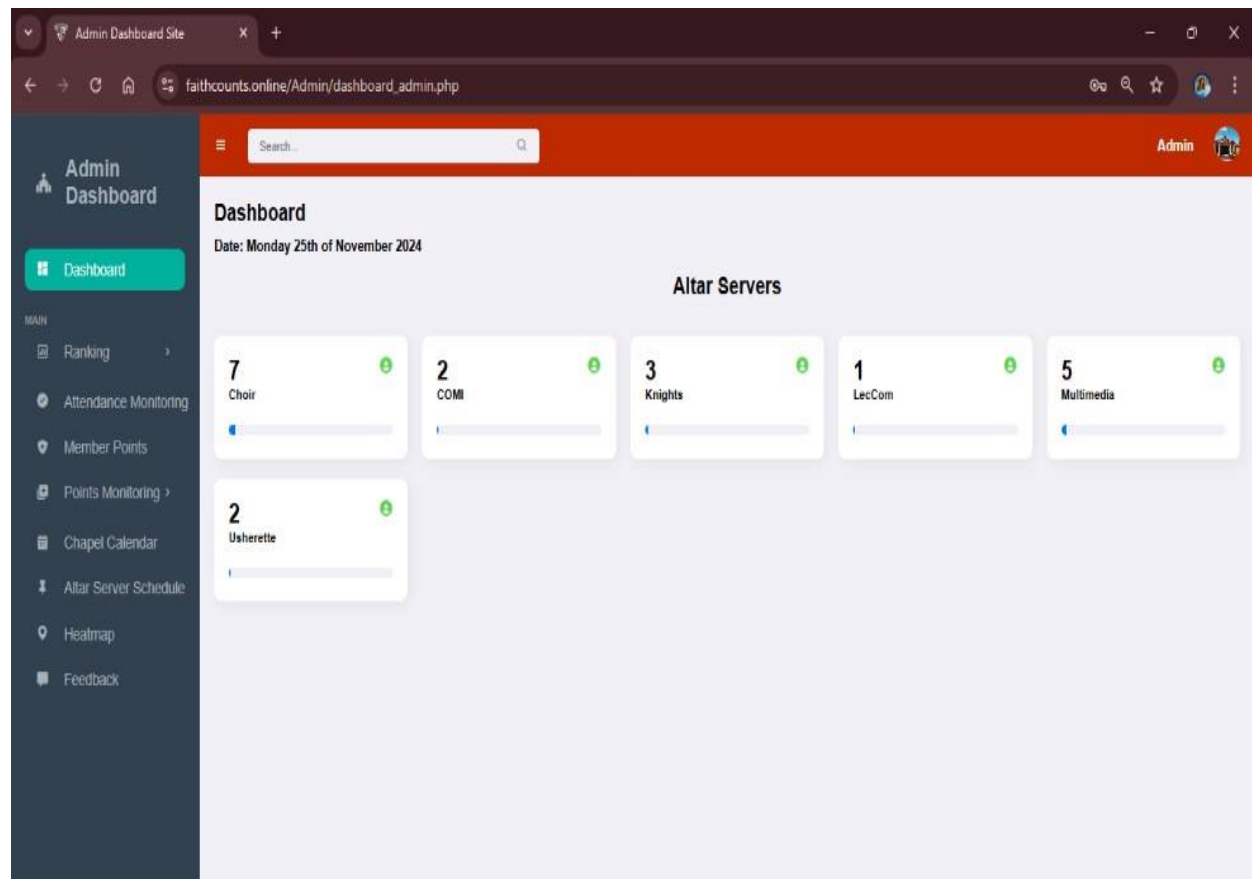 Admin Dashboard Site
faithcounts.online/Admin/dashboard_admin.php
Admin
Dashboard
Search...
Admin
Dashboard
MAIN
Ranking
Attendance Monitoring
Member Points
Points Monitoring
Chapel Calendar
Altar Server Schedule
Heatmap
Feedback
Dashboard
Date: Monday 25th of November 2024
Altar Servers
7
Choir
2
COMI
3
Knights
1
LecCom
5
Multimedia
2
Usherette